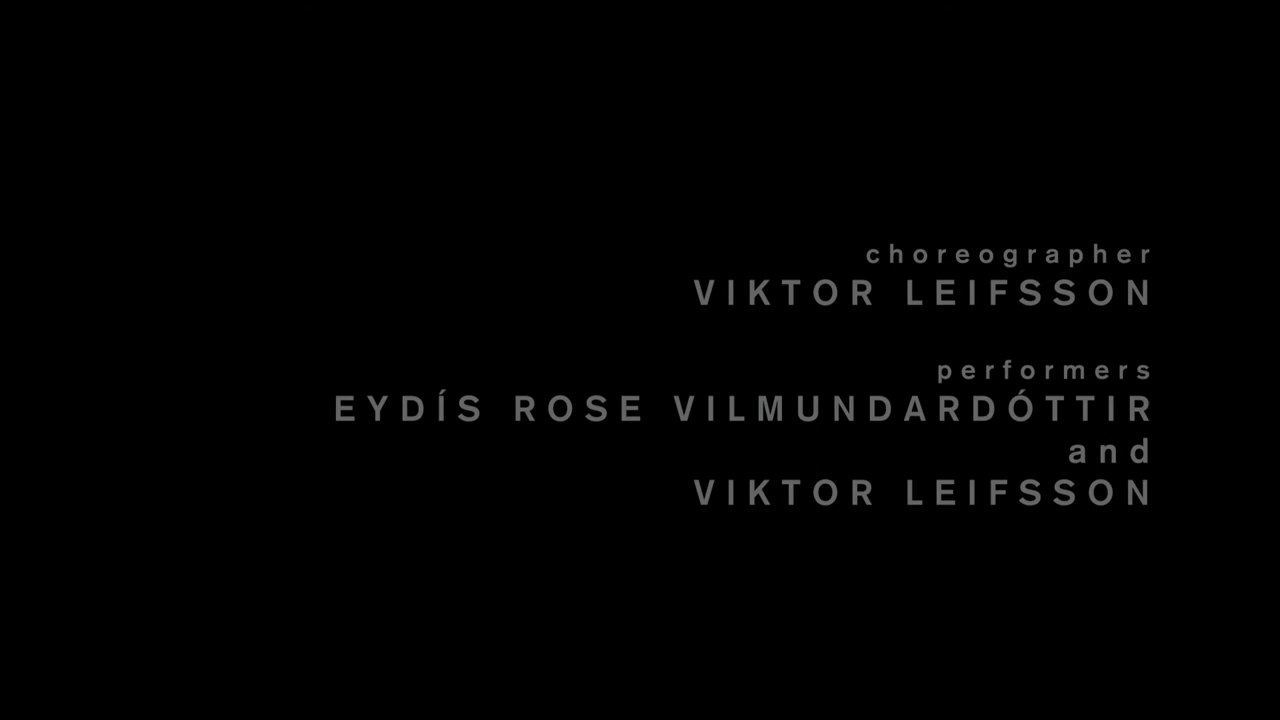 choreographer
VIKTOR LEIFSSON
performers
EYDÍS ROSE VILMUNDARDÓTTIR
and
VIKTOR LEIFSSON